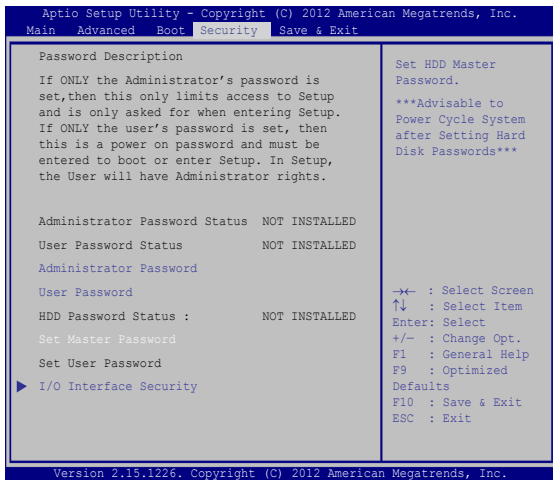 Aptio Setup Utility - Copyright (C) 2012 American Megatrends, Inc.
Main Advanced Boot Security Save & Exit
Password Description
If ONLY the Administrator's password is
set,then this only limits access to Setup
and is only asked for when entering Setup.
If ONLY the user's password is set, then
this is a power on password and must be
entered to boot or enter Setup. In Setup,
the User will have Administrator rights.
Administrator Password Status NOT INSTALLED
User Password Status NOT INSTALLED
Administrator Password
User Password
HDD Password Status : NOT INSTALLED
Set Master Password
Set User Password
I/O Interface Security
Set HDD Master
Password.
***Advisable to
Power Cycle System
after Setting Hard
Disk Passwords***
→← : Select Screen
↑↓ : Select Item
Enter: Select
+/— : Change Opt.
F1 : General Help
F9 : Optimized
Defaults
F10 : Save & Exit
ESC : Exit
Version 2.15.1226. Copyright (C) 2012 American Megatrends, Inc.